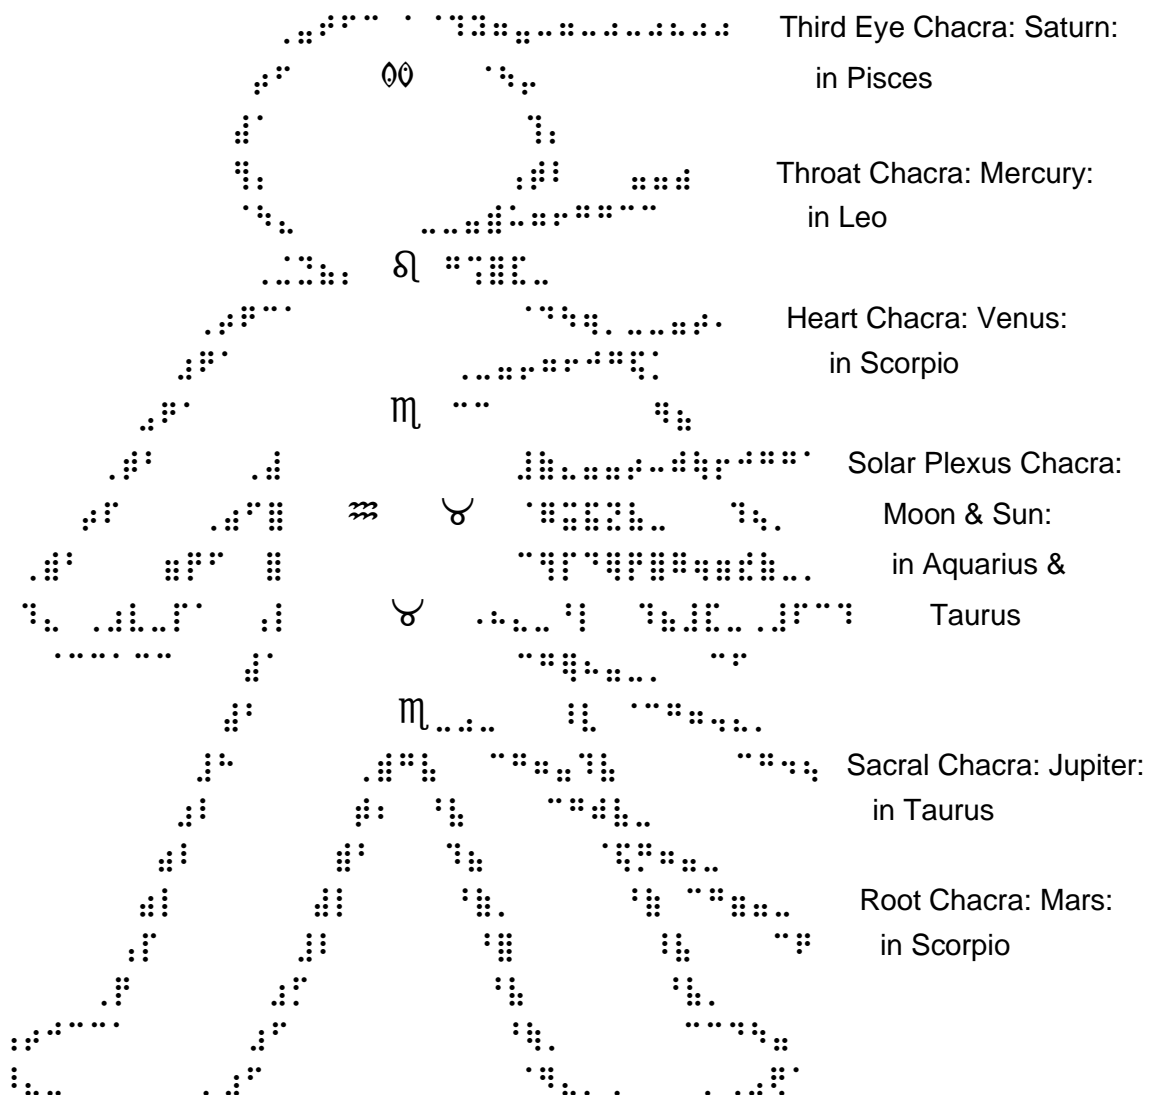 Third Eye Chacra: Saturn:
in Pisces
Throat Chacra: Mercury:
in Leo
♌
Heart Chacra: Venus:
in Scorpio
♏
Solar Plexus Chacra:
♒ ♉ Moon & Sun:
in Aquarius &
♉ Taurus
♏
Sacral Chacra: Jupiter:
in Taurus
Root Chacra: Mars:
in Scorpio